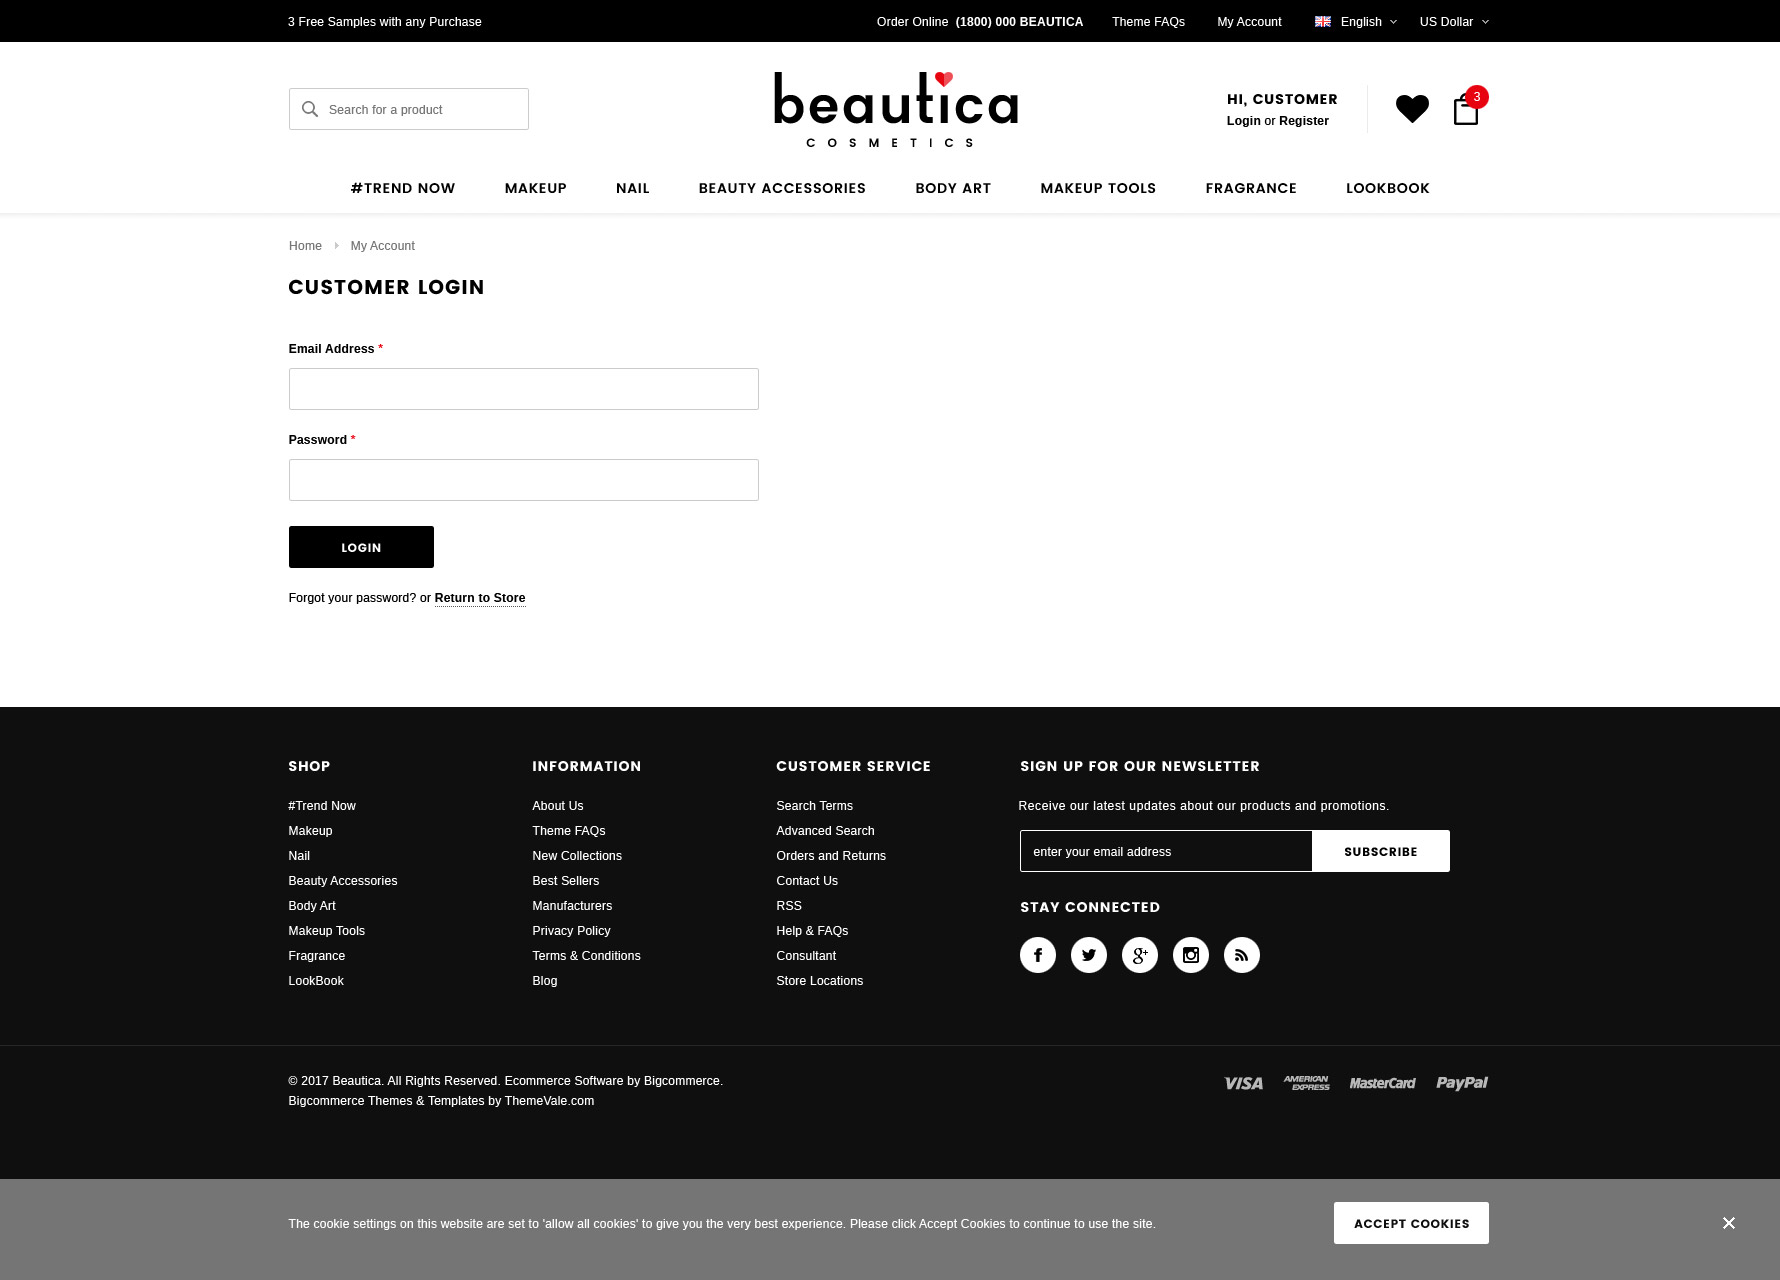 3 Free Samples with any Purchase
Order Online (1800) 000 BEAUTICA
Theme FAQs
My Account
English
US Dollar
Search for a product
beautica
COSMETICS
HI, CUSTOMER
Login or Register
3
#TREND NOW
MAKEUP
NAIL
BEAUTY ACCESSORIES
BODY ART
MAKEUP TOOLS
FRAGRANCE
LOOKBOOK
Home
My Account
CUSTOMER LOGIN
Email Address *
Password *
LOGIN
Forgot your password? or Return to Store
SHOP
#Trend Now
Makeup
Nail
Beauty Accessories
Body Art
Makeup Tools
Fragrance
LookBook
INFORMATION
About Us
Theme FAQs
New Collections
Best Sellers
Manufacturers
Privacy Policy
Terms & Conditions
Blog
CUSTOMER SERVICE
Search Terms
Advanced Search
Orders and Returns
Contact Us
RSS
Help & FAQs
Consultant
Store Locations
SIGN UP FOR OUR NEWSLETTER
Receive our latest updates about our products and promotions.
enter your email address
SUBSCRIBE
STAY CONNECTED
© 2017 Beautica. All Rights Reserved. Ecommerce Software by Bigcommerce.
Bigcommerce Themes & Templates by ThemeVale.com
VISA
AMERICAN
EXPRESS
MasterCard
PayPal
The cookie settings on this website are set to 'allow all cookies' to give you the very best experience. Please click Accept Cookies to continue to use the site.
ACCEPT COOKIES